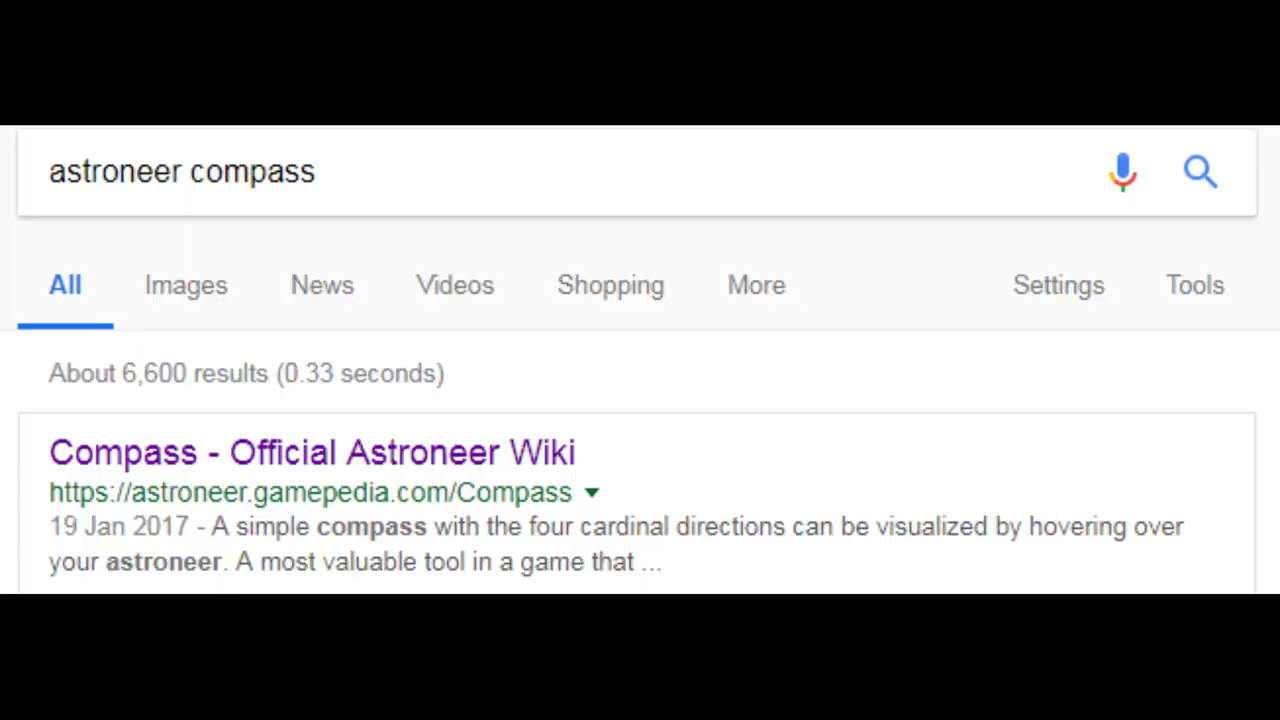 astroneer compass
All Images News Videos Shopping More Settings Tools
About 6,600 results (0.33 seconds)
Compass - Official Astroneer Wiki
https://astroneer.gamepedia.com/Compass
19 Jan 2017 - A simple compass with the four cardinal directions can be visualized by hovering over
your astroneer. A most valuable tool in a game that ...